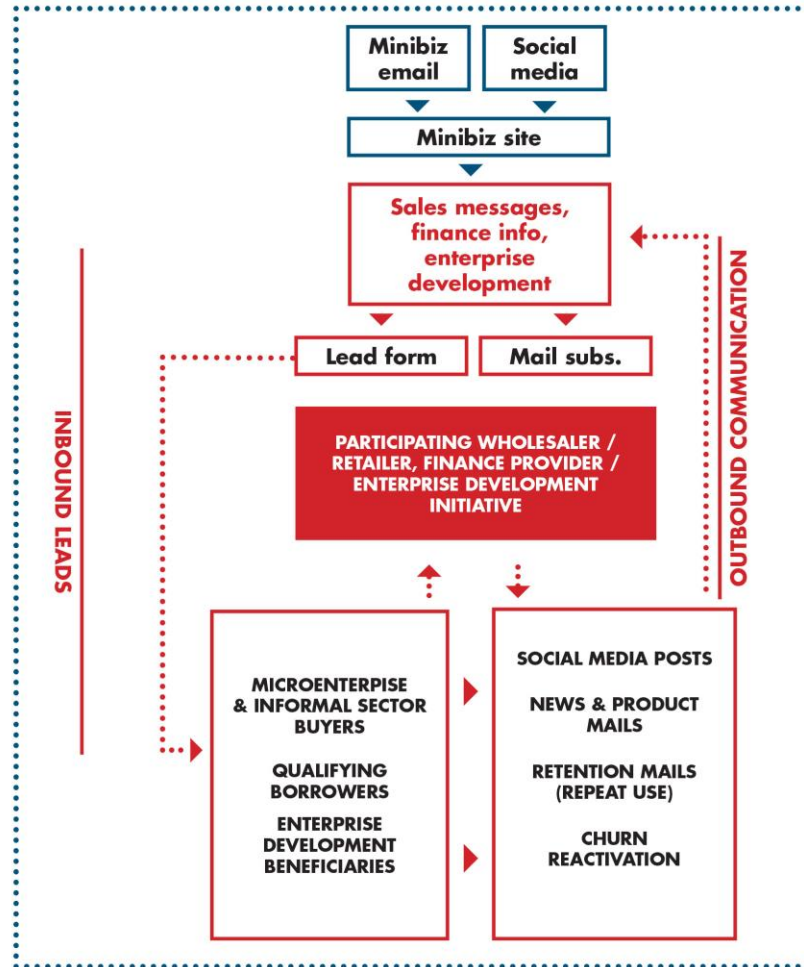 Minibiz
email
Social
media
Minibiz site
Sales messages,
finance info,
enterprise
development
Lead form
Mail subs.
INBOUND LEADS
OUTBOUND COMMUNICATION
PARTICIPATING WHOLESALER /
RETAILER, FINANCE PROVIDER /
ENTERPRISE DEVELOPMENT
INITIATIVE
MICROENTERPISE
& INFORMAL SECTOR
BUYERS
QUALIFYING
BORROWERS
ENTERPRISE
DEVELOPMENT
BENEFICIARIES
SOCIAL MEDIA POSTS
NEWS & PRODUCT
MAILS
RETENTION MAILS
(REPEAT USE)
CHURN
REACTIVATION